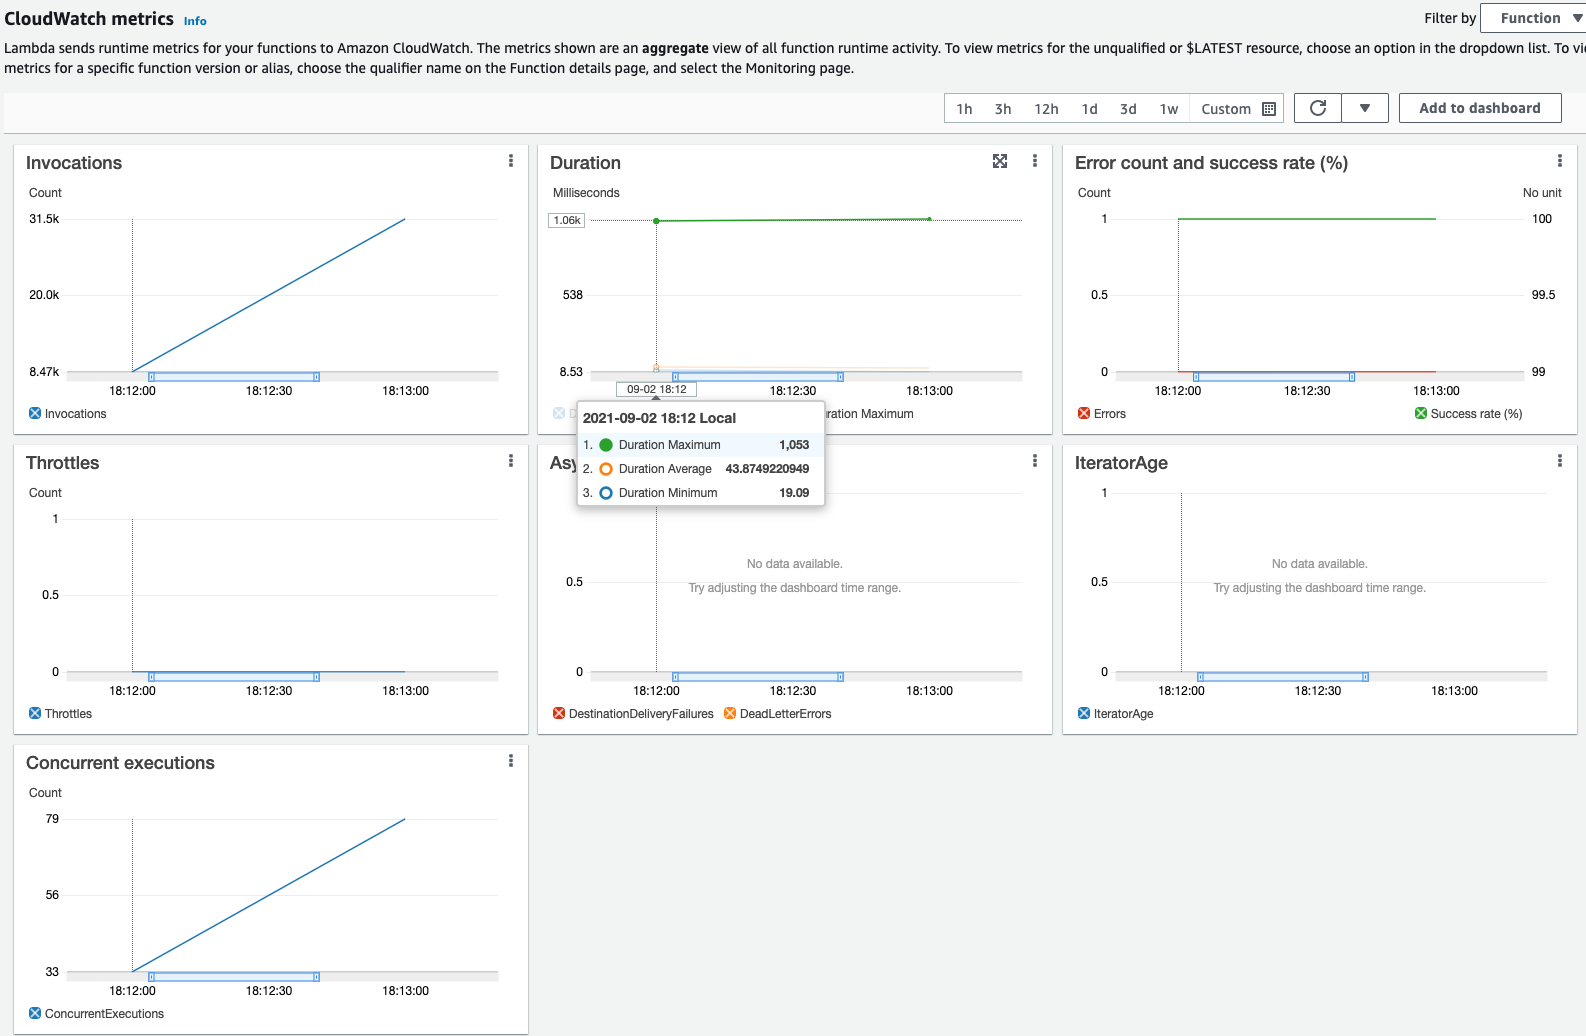 CloudWatch metrics Info
Filter by Function
Lambda sends runtime metrics for your functions to Amazon CloudWatch. The metrics shown are an aggregate view of all function runtime activity. To view metrics for the unqualified or $LATEST resource, choose an option in the dropdown list. To
metrics for a specific function version or alias, choose the qualifier name on the Function details page, and select the Monitoring page.
1h 3h 12h 1d 3d 1w Custom Add to dashboard
Invocations
Count
31.5k
20.0k
8.47k
18:12:00 18:12:30 18:13:00
Invocations
Duration
Milliseconds
1.06k
538
8.53
09-02 18:12 18:12:30 18:13:00
Maximum
2021-09-02 18:12 Local
1. Duration Maximum 1,053
2. Duration Average 43.8749220949
3. Duration Minimum 19.09
Error count and success rate (%)
Count No unit
1 100
0.5 99.5
0 99
18:12:00 18:12:30 18:13:00
Errors Success rate (%)
Throttles
Count
1
0.5
0
18:12:00 18:12:30 18:13:00
Throttles
No data available.
Try adjusting the dashboard time range.
0.5
0
18:12:00 18:12:30 18:13:00
DestinationDeliveryFailures DeadLetterErrors
IteratorAge
1
No data available.
0.5
Try adjusting the dashboard time range.
0
18:12:00 18:12:30 18:13:00
IteratorAge
Concurrent executions
Count
79
56
33
18:12:00 18:12:30 18:13:00
ConcurrentExecutions